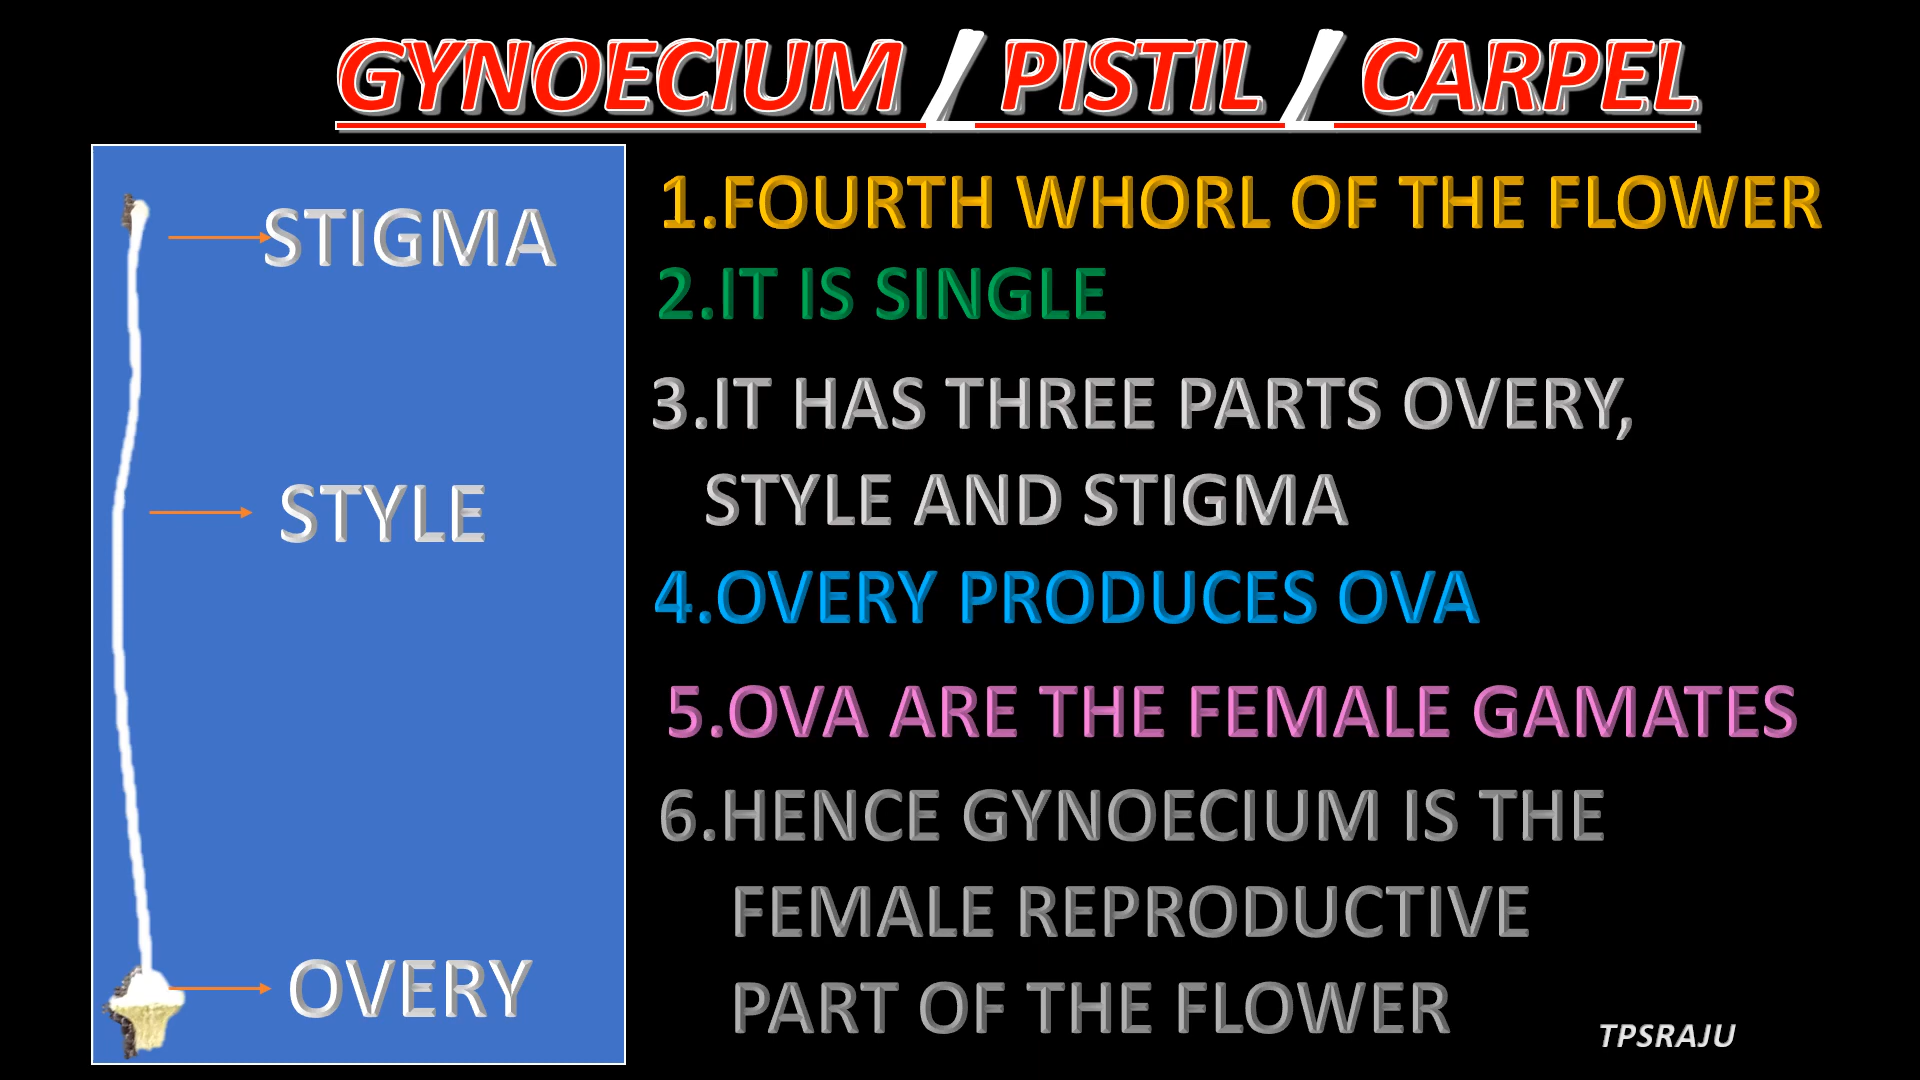 GYNOECIUM / PISTIL / CARPEL
STIGMA
STYLE
OVERY
1.FOURTH WHORL OF THE FLOWER
2.IT IS SINGLE
3.IT HAS THREE PARTS OVERY,
STYLE AND STIGMA
4.OVERY PRODUCES OVA
5.OVA ARE THE FEMALE GAMATES
6.HENCE GYNOECIUM IS THE
FEMALE REPRODUCTIVE
PART OF THE FLOWER
TPSRAJU